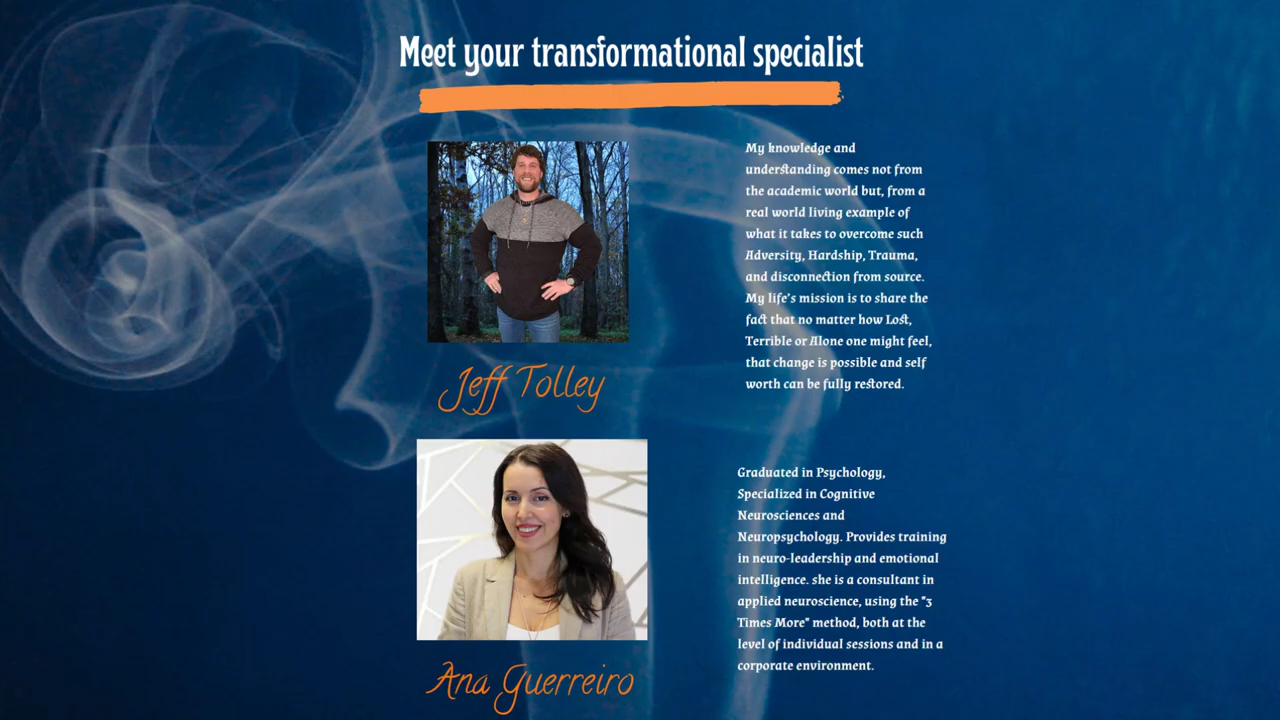 Meet your transformational specialist
My knowledge and
understanding comes not from
the academic world but, from a
real world living example of
what it takes to overcome such
Adversity, Hardship, Trauma,
and disconnection from source.
My life's mission is to share the
fact that no matter how Lost,
Terrible or Alone one might feel,
that change is possible and self
worth can be fully restored.
Jeff Tolley
Graduated in Psychology,
Specialized in Cognitive
Neurosciences and
Neuropsychology. Provides training
in neuro-leadership and emotional
intelligence. she is a consultant in
applied neuroscience, using the "3
Times More" method, both at the
level of individual sessions and in a
corporate environment.
Ana Guerreiro